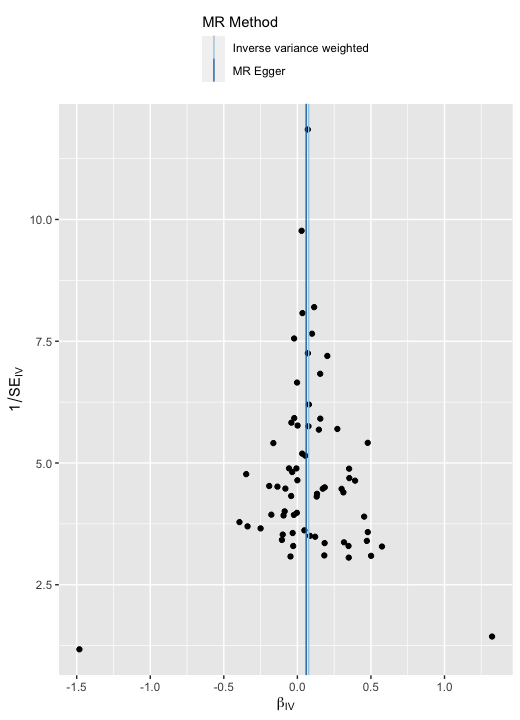 MR Method
Inverse variance weighted
MR Egger
10.0
7.5
5.0
2.5
1/SE_IV
-1.5 -1.0 -0.5 0.0 0.5 1.0
β_IV